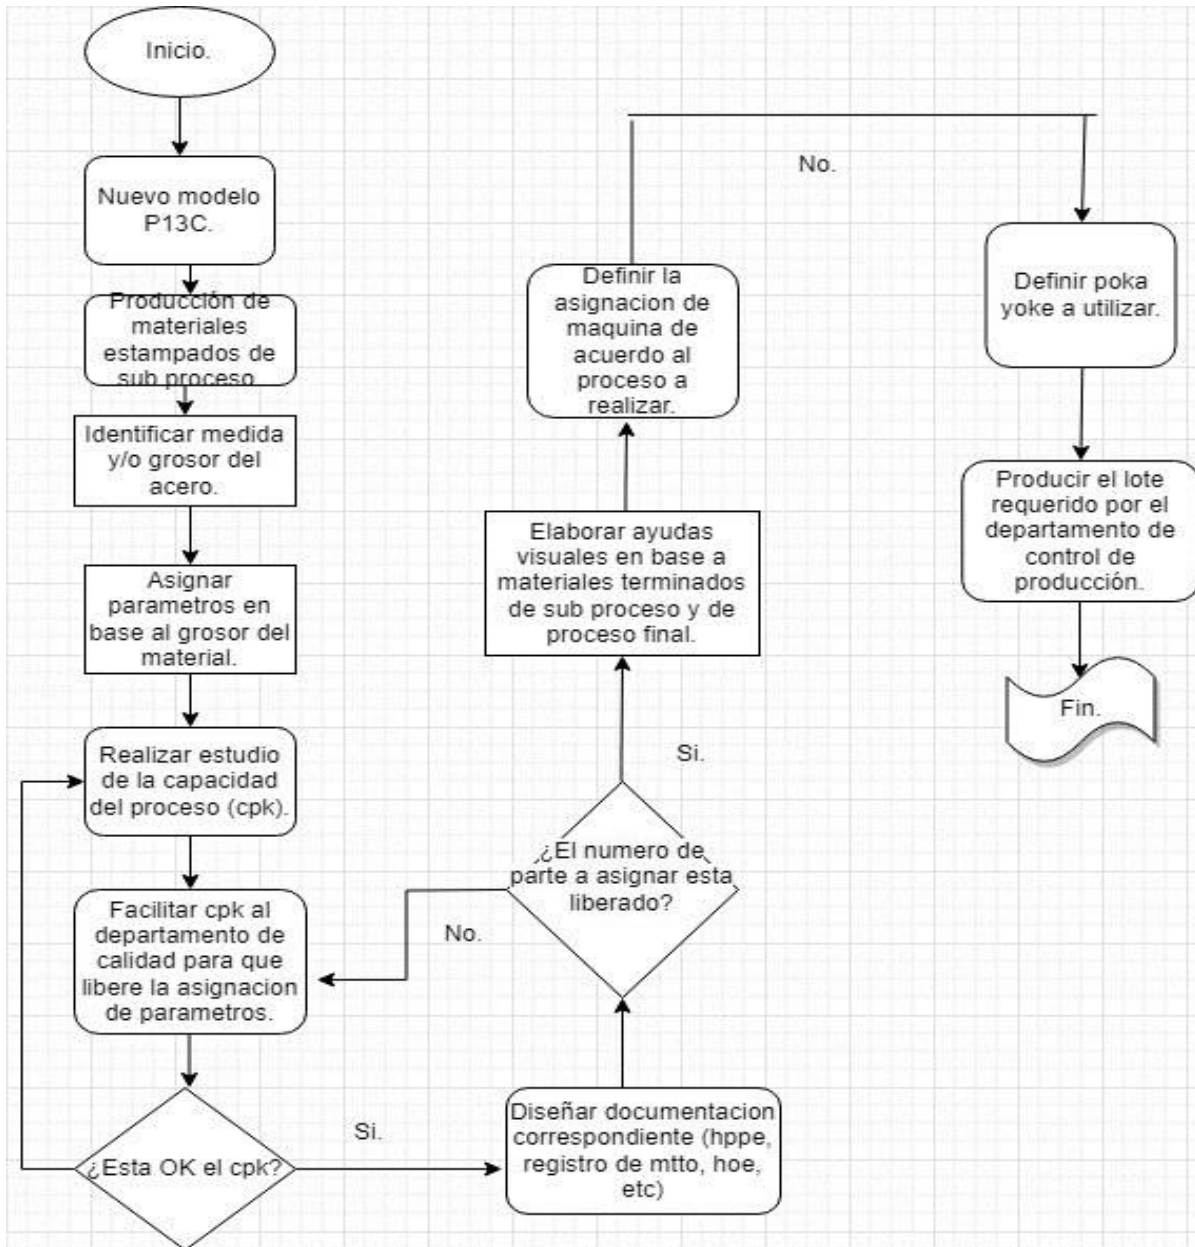 Inicio.
Nuevo modelo
P13C.
Producción de
materiales
estampados de
sub proceso
Identificar medida
y/o grosor del
acero.
Asignar
parametros en
base al grosor del
material.
Realizar estudio
de la capacidad
del proceso (cpk).
Facilitar cpk al
departamento de
calidad para que
libere la asignacion
de parametros.
¿Esta OK el cpk?
Si.
Diseñar documentacion
correspondiente (hppe,
registro de mtto, hoe,
etc)
¿El numero de
parte a asignar esta
liberado?
No.
Si.
Elaborar ayudas
visuales en base a
materiales terminados
de sub proceso y de
proceso final.
Definir la
asignacion de
maquina de
acuerdo al
proceso a
realizar.
No.
Definir poka
yoke a utilizar.
Producir el lote
requerido por el
departamento de
control de
producción.
Fin.